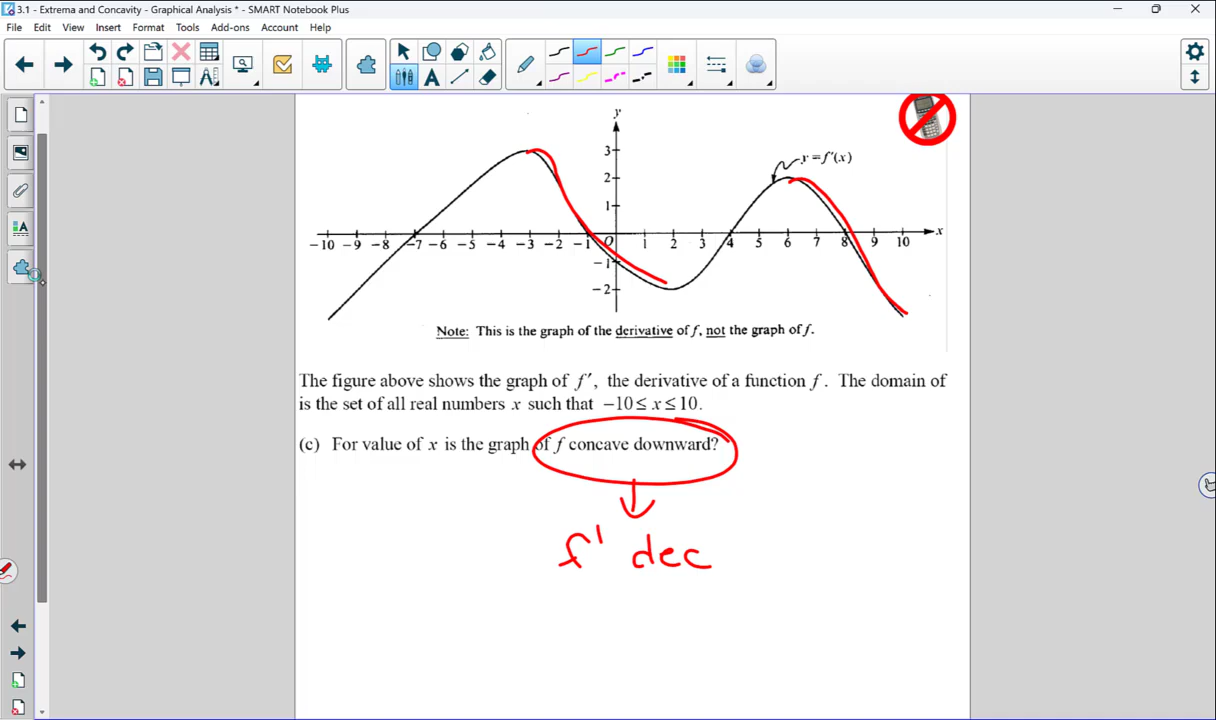 3.1 - Extrema and Concavity - Graphical Analysis * - SMART Notebook Plus
File Edit View Insert Format Tools Add-ons Account Help
y
3
2
1
-1
-2
y = f'(x)
-10 -9 -8 -7 -6 -5 -4 -3 -2 -1 O 1 2 3 4 5 6 7 8 9 10 x
Note: This is the graph of the derivative of f, not the graph of f.
The figure above shows the graph of f′, the derivative of a function f. The domain of
is the set of all real numbers x such that −10 ≤ x ≤ 10.
(c) For value of x is the graph of f concave downward?
f' dec